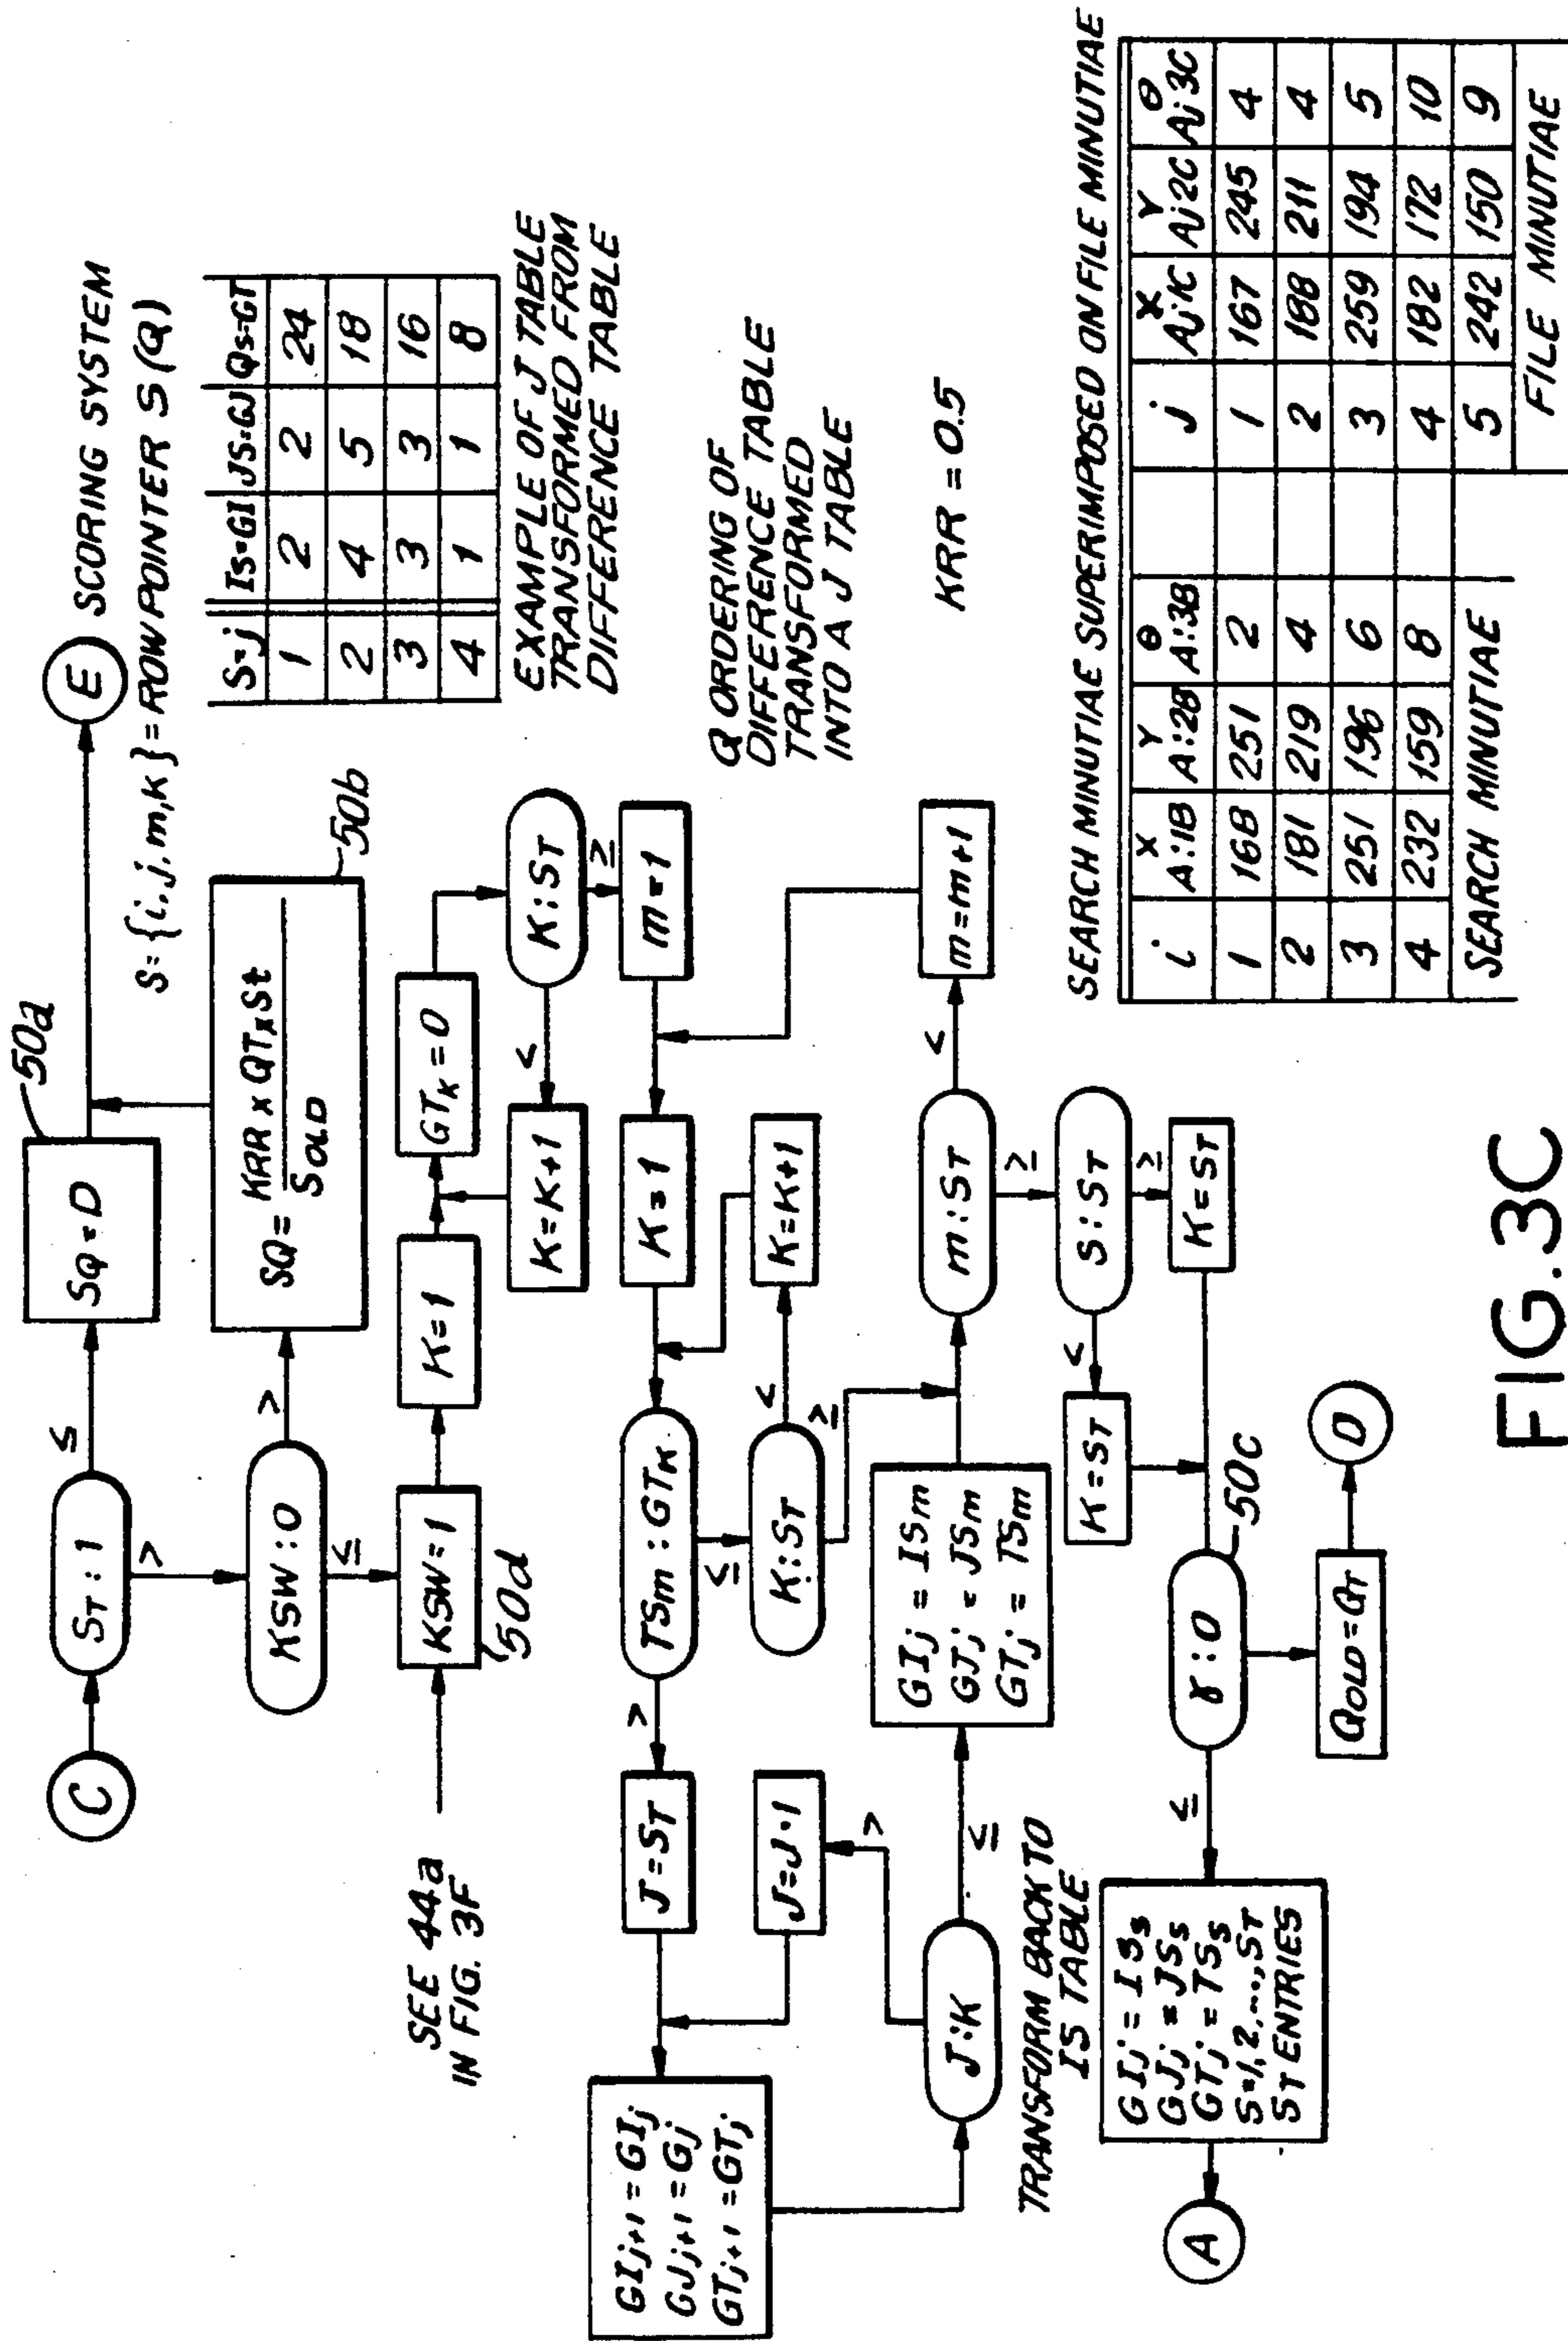 C
ST : 1
≤
>
SQ = D
50a
E SCORING SYSTEM
S = {i, j, m, k} = ROW POINTER S(Q)
KSW : 0
>
≤
SQ = KRR x QT x St
SOLD
50b
S=j IS=GI JS=GJ QS=GT
1 2 2 24
2 4 5 18
3 3 3 16
4 1 1 8
EXAMPLE OF J TABLE
TRANSFORMED FROM
DIFFERENCE TABLE
SEE 44a
IN FIG. 3F
KSW = 1
50d
K = 1
GTK = 0
K = K+1
<
K : ST
≥
m = 1
Q ORDERING OF
DIFFERENCE TABLE
TRANSFORMED
INTO A J TABLE
KRR = 0.5
GIj+1 = GIj
GJj+1 = Gj
GTj+1 = GTj
J = ST
>
TSm : GTK
≤
K = 1
J = J-1
>
K : ST
<
≥
K = K+1
J : K
≤
GIj = ISm
GJj = JSm
GTj = TSm
m : ST
<
≥
m = m+1
TRANSFORM BACK TO
IS TABLE
K = ST
<
S : ST
≥
K = ST
A
GIj = ISs
GJj = JSs
GTj = TSs
S=1,2,...,ST
ST ENTRIES
≤
γ : 0
50c
QOLD = QT
D
SEARCH MINUTIAE SUPERIMPOSED ON FILE MINUTIAE
i X A:1B Y A:2B θ A:3B j X Aj1C Y Aj2C θ Aj3C
1 168 251 2 1 167 245 4
2 181 219 4 2 188 211 4
3 251 196 6 3 259 194 5
4 232 159 8 4 182 172 10
SEARCH MINUTIAE 5 242 150 9
FILE MINUTIAE
FIG.3C